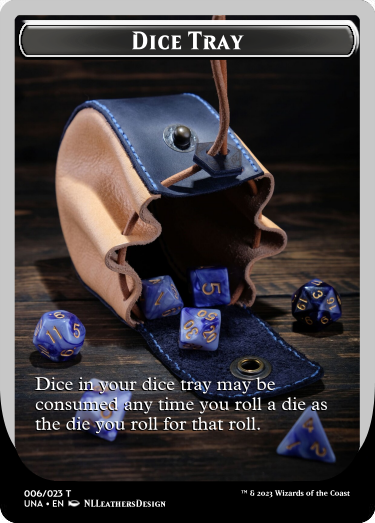 Dice Tray
Dice in your dice tray may be
consumed any time you roll a die as
the die you roll for that roll.
006/023 T
UNA • EN NLLeathersDesign
™ & 2023 Wizards of the Coast